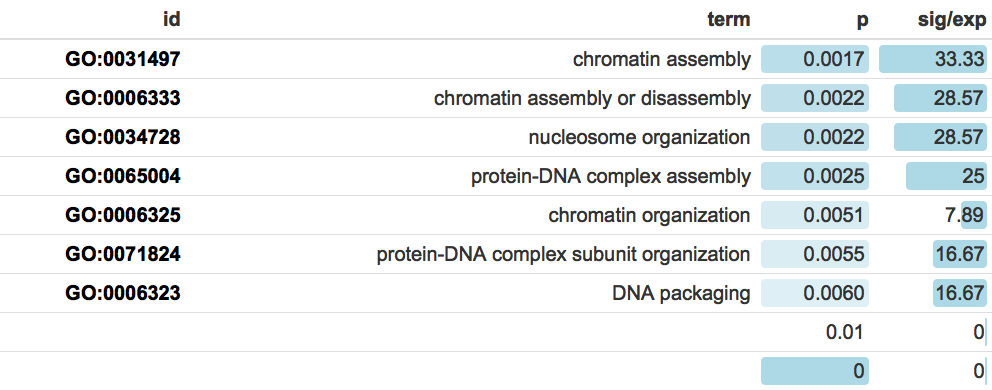 id term p sig/exp
GO:0031497 chromatin assembly 0.0017 33.33
GO:0006333 chromatin assembly or disassembly 0.0022 28.57
GO:0034728 nucleosome organization 0.0022 28.57
GO:0065004 protein-DNA complex assembly 0.0025 25
GO:0006325 chromatin organization 0.0051 7.89
GO:0071824 protein-DNA complex subunit organization 0.0055 16.67
GO:0006323 DNA packaging 0.0060 16.67
0.01 0
0 0